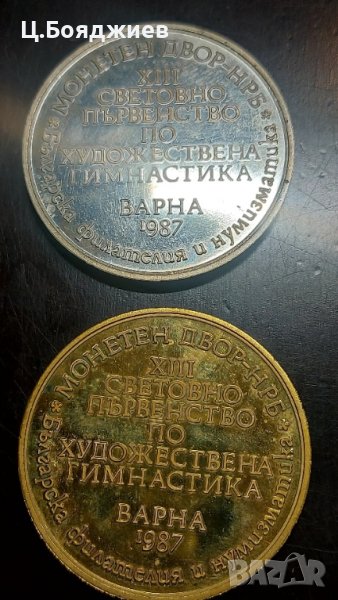 Ц.Бояджиев
МОНЕТЕН ДВОР-НРБ
XIII
СВЕТОВНО
ПЪРВЕНСТВО
ПО
ХУДОЖЕСТВЕНА
ГИМНАСТИКА
ВАРНА
1987
* Българска филателия и нумизматика *
МОНЕТЕН ДВОР-НРБ
XIII
СВЕТОВНО
ПЪРВЕНСТВО
ПО
ХУДОЖЕСТВЕНА
ГИМНАСТИКА
ВАРНА
1987
* Българска филателия и нумизматика *
BAZAR